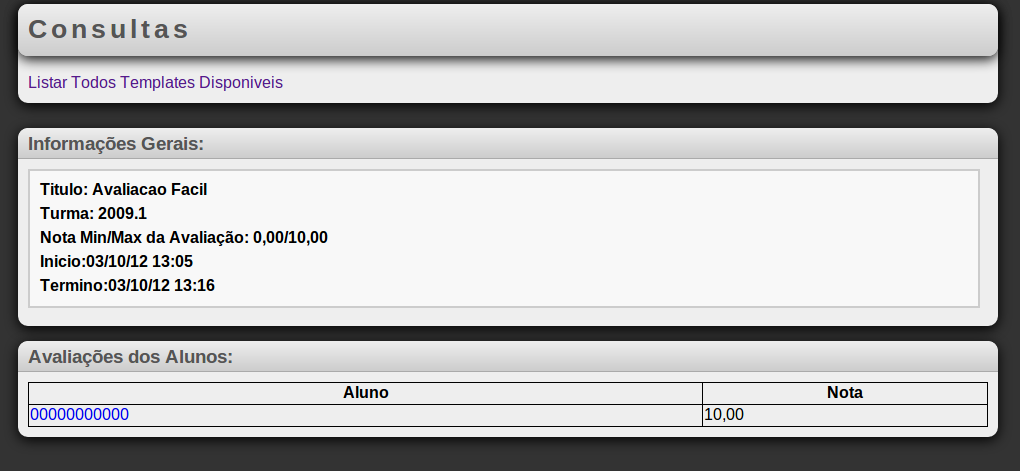 Consultas
Listar Todos Templates Disponiveis
Informações Gerais:
Titulo: Avaliacao Facil
Turma: 2009.1
Nota Min/Max da Avaliação: 0,00/10,00
Inicio:03/10/12 13:05
Termino:03/10/12 13:16
Avaliações dos Alunos:
Aluno Nota
00000000000 10,00